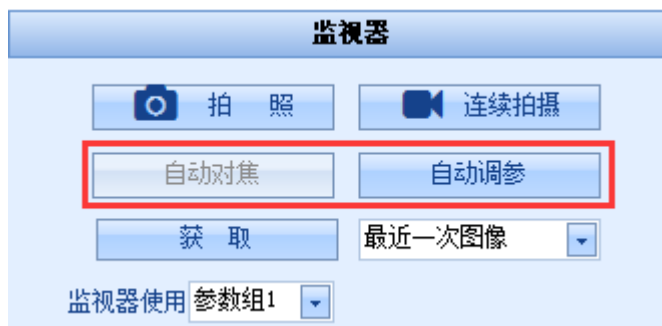 监视器
拍 照 连续拍摄
自动对焦 自动调参
获 取 最近一次图像
监视器使用 参数组1